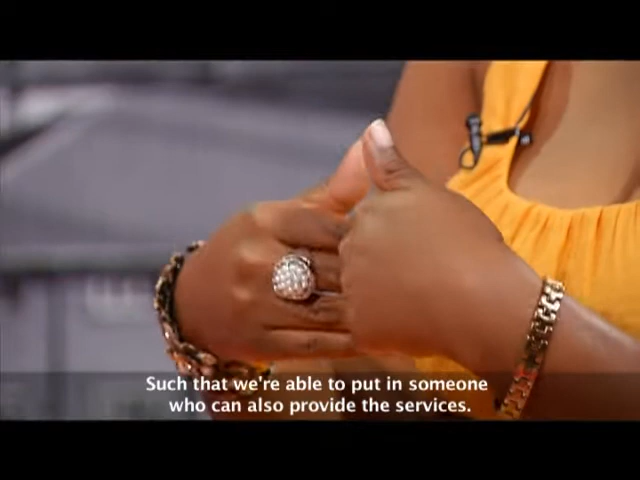 Such that we're able to put in someone
who can also provide the services.